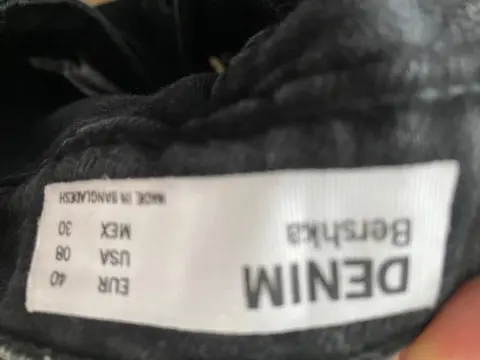 DENIM
Bershka
EUR 40
USA 08
MEX 30
MADE IN BANGLADESH